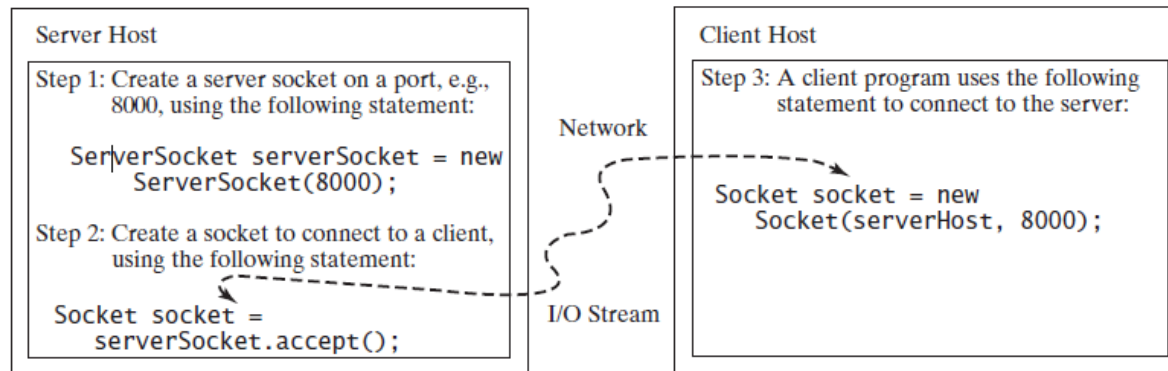 Server Host
Step 1: Create a server socket on a port, e.g.,
8000, using the following statement:
ServerSocket serverSocket = new
ServerSocket(8000);
Step 2: Create a socket to connect to a client,
using the following statement:
Socket socket =
serverSocket.accept();
Network
I/O Stream
Client Host
Step 3: A client program uses the following
statement to connect to the server:
Socket socket = new
Socket(serverHost, 8000);